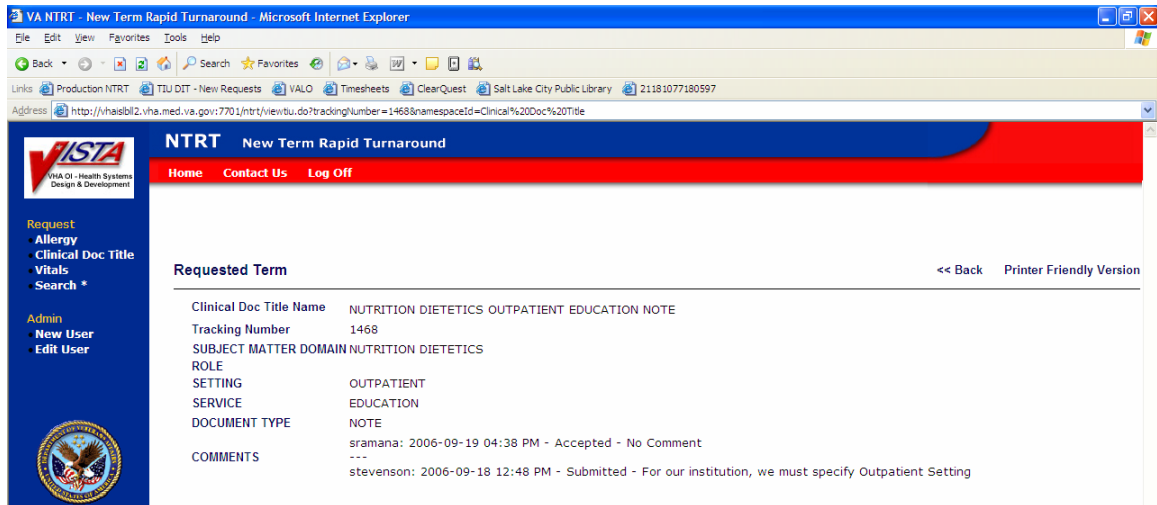 VA NTRT - New Term Rapid Turnaround - Microsoft Internet Explorer
File Edit View Favorites Tools Help
Back Search Favorites
Links Production NTRT TIU DIT - New Requests VALO Timesheets ClearQuest Salt Lake City Public Library 21181077180597
Address http://vhaislbll2.vha.med.va.gov:7701/ntrt/viewtiu.do?trackingNumber=1468&namespaceId=Clinical%20Doc%20Title
VISTA
VHA OI - Health Systems
Design & Development
NTRT New Term Rapid Turnaround
Home Contact Us Log Off
Request
Allergy
Clinical Doc Title
Vitals
Search *
Admin
New User
Edit User
Requested Term << Back Printer Friendly Version
Clinical Doc Title Name NUTRITION DIETETICS OUTPATIENT EDUCATION NOTE
Tracking Number 1468
SUBJECT MATTER DOMAIN NUTRITION DIETETICS
ROLE
SETTING OUTPATIENT
SERVICE EDUCATION
DOCUMENT TYPE NOTE
COMMENTS sramana: 2006-09-19 04:38 PM - Accepted - No Comment
---
stevenson: 2006-09-18 12:48 PM - Submitted - For our institution, we must specify Outpatient Setting